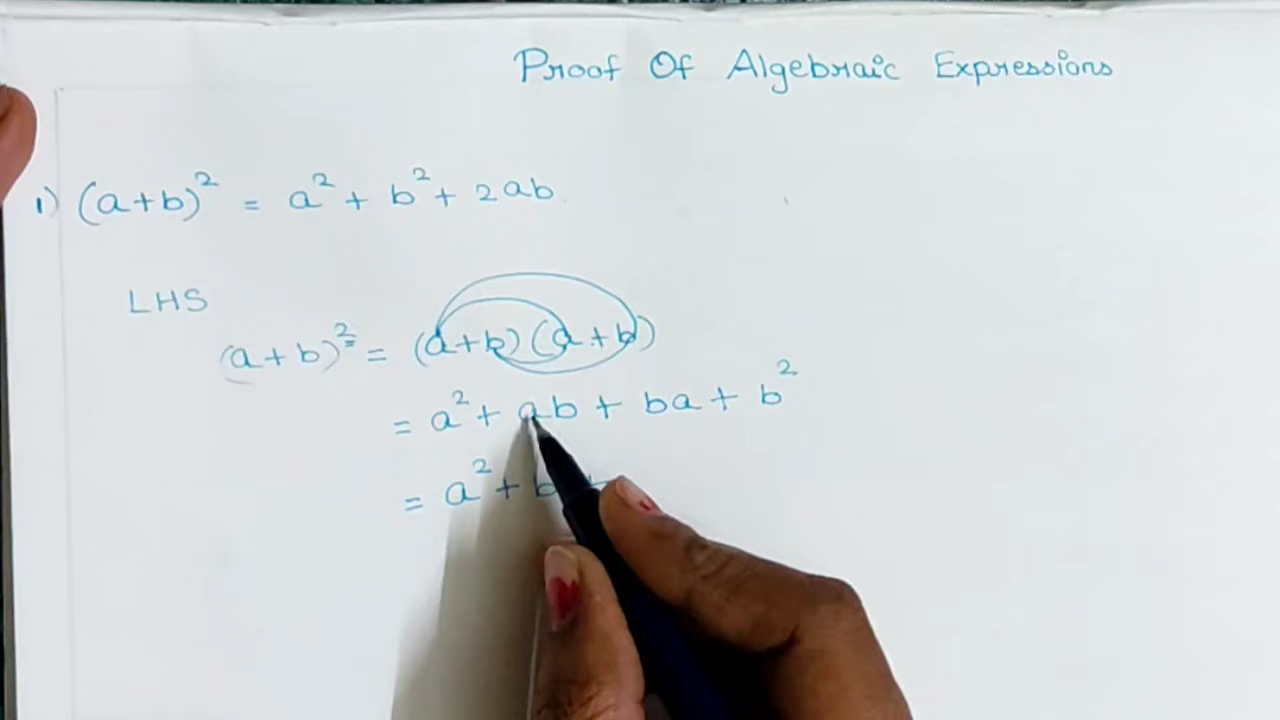 Proof Of Algebraic Expressions
1) (a+b)² = a² + b² + 2ab
LHS
(a+b)² = (a+b)(a+b)
= a² + ab + ba + b²
= a² + b